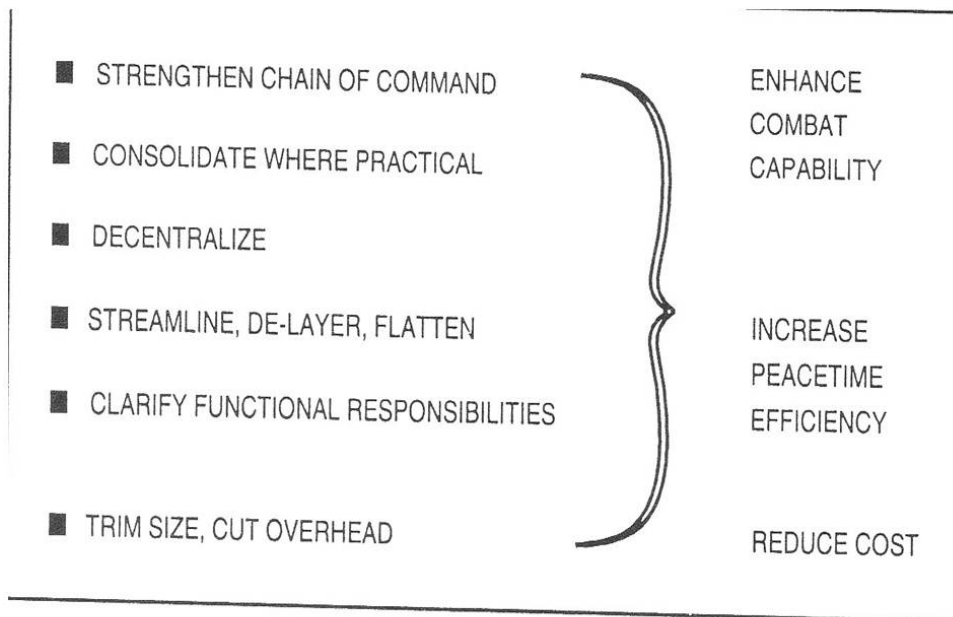 STRENGTHEN CHAIN OF COMMAND
CONSOLIDATE WHERE PRACTICAL
DECENTRALIZE
STREAMLINE, DE-LAYER, FLATTEN
CLARIFY FUNCTIONAL RESPONSIBILITIES
TRIM SIZE, CUT OVERHEAD
ENHANCE
COMBAT
CAPABILITY
INCREASE
PEACETIME
EFFICIENCY
REDUCE COST